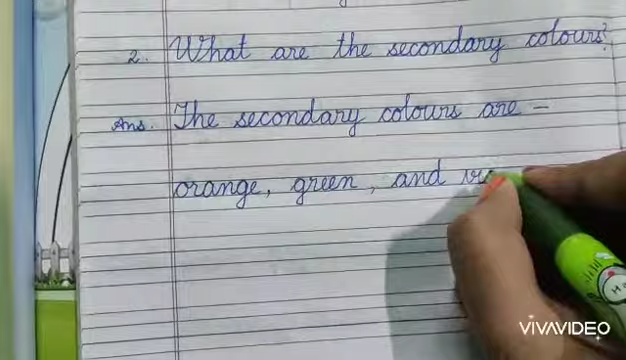 2. What are the secondary colours?
Ans. The secondary colours are -
orange, green, and
VIVAVIDEO